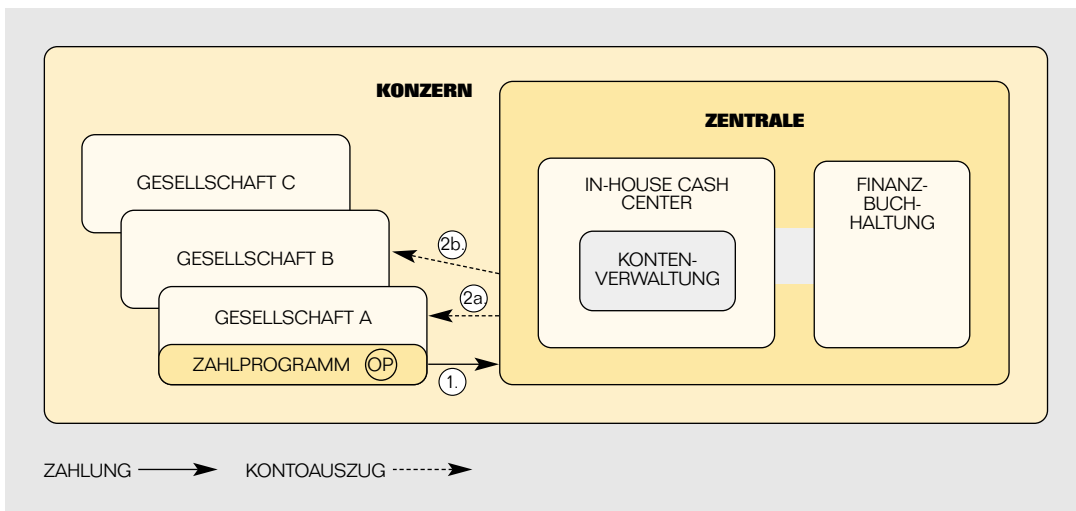 KONZERN
ZENTRALE
GESELLSCHAFT C
GESELLSCHAFT B
GESELLSCHAFT A
ZAHLPROGRAMM OP
2b.
2a.
1.
IN-HOUSE CASH
CENTER
KONTEN-
VERWALTUNG
FINANZ-
BUCH-
HALTUNG
ZAHLUNG
KONTOAUSZUG